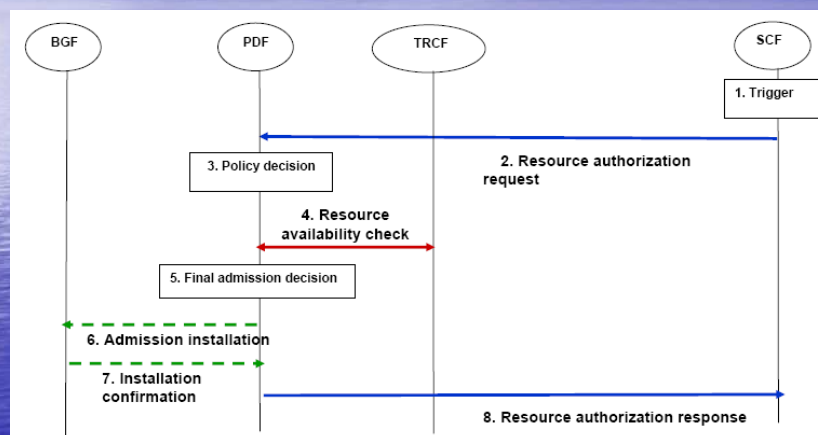 BGF
PDF
TRCF
SCF
1. Trigger
2. Resource authorization
request
3. Policy decision
4. Resource
availability check
5. Final admission decision
6. Admission installation
7. Installation
confirmation
8. Resource authorization response